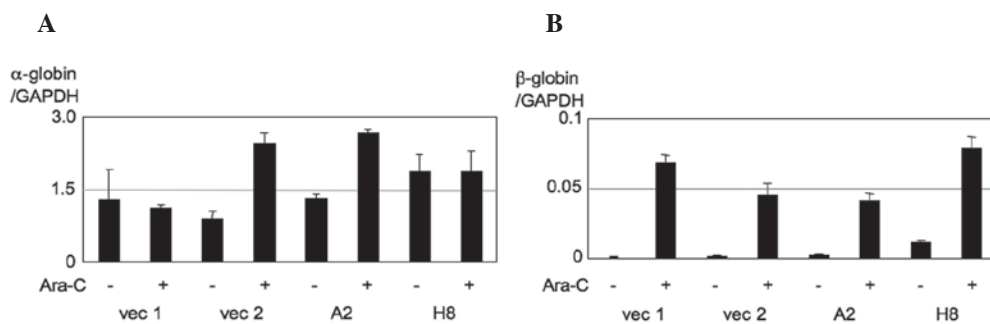 A
α-globin
/GAPDH
3.0
1.5
0
Ara-C - + - + - + - +
vec 1 vec 2 A2 H8
B
β-globin
/GAPDH
0.1
0.05
0
Ara-C - + - + - + - +
vec 1 vec 2 A2 H8